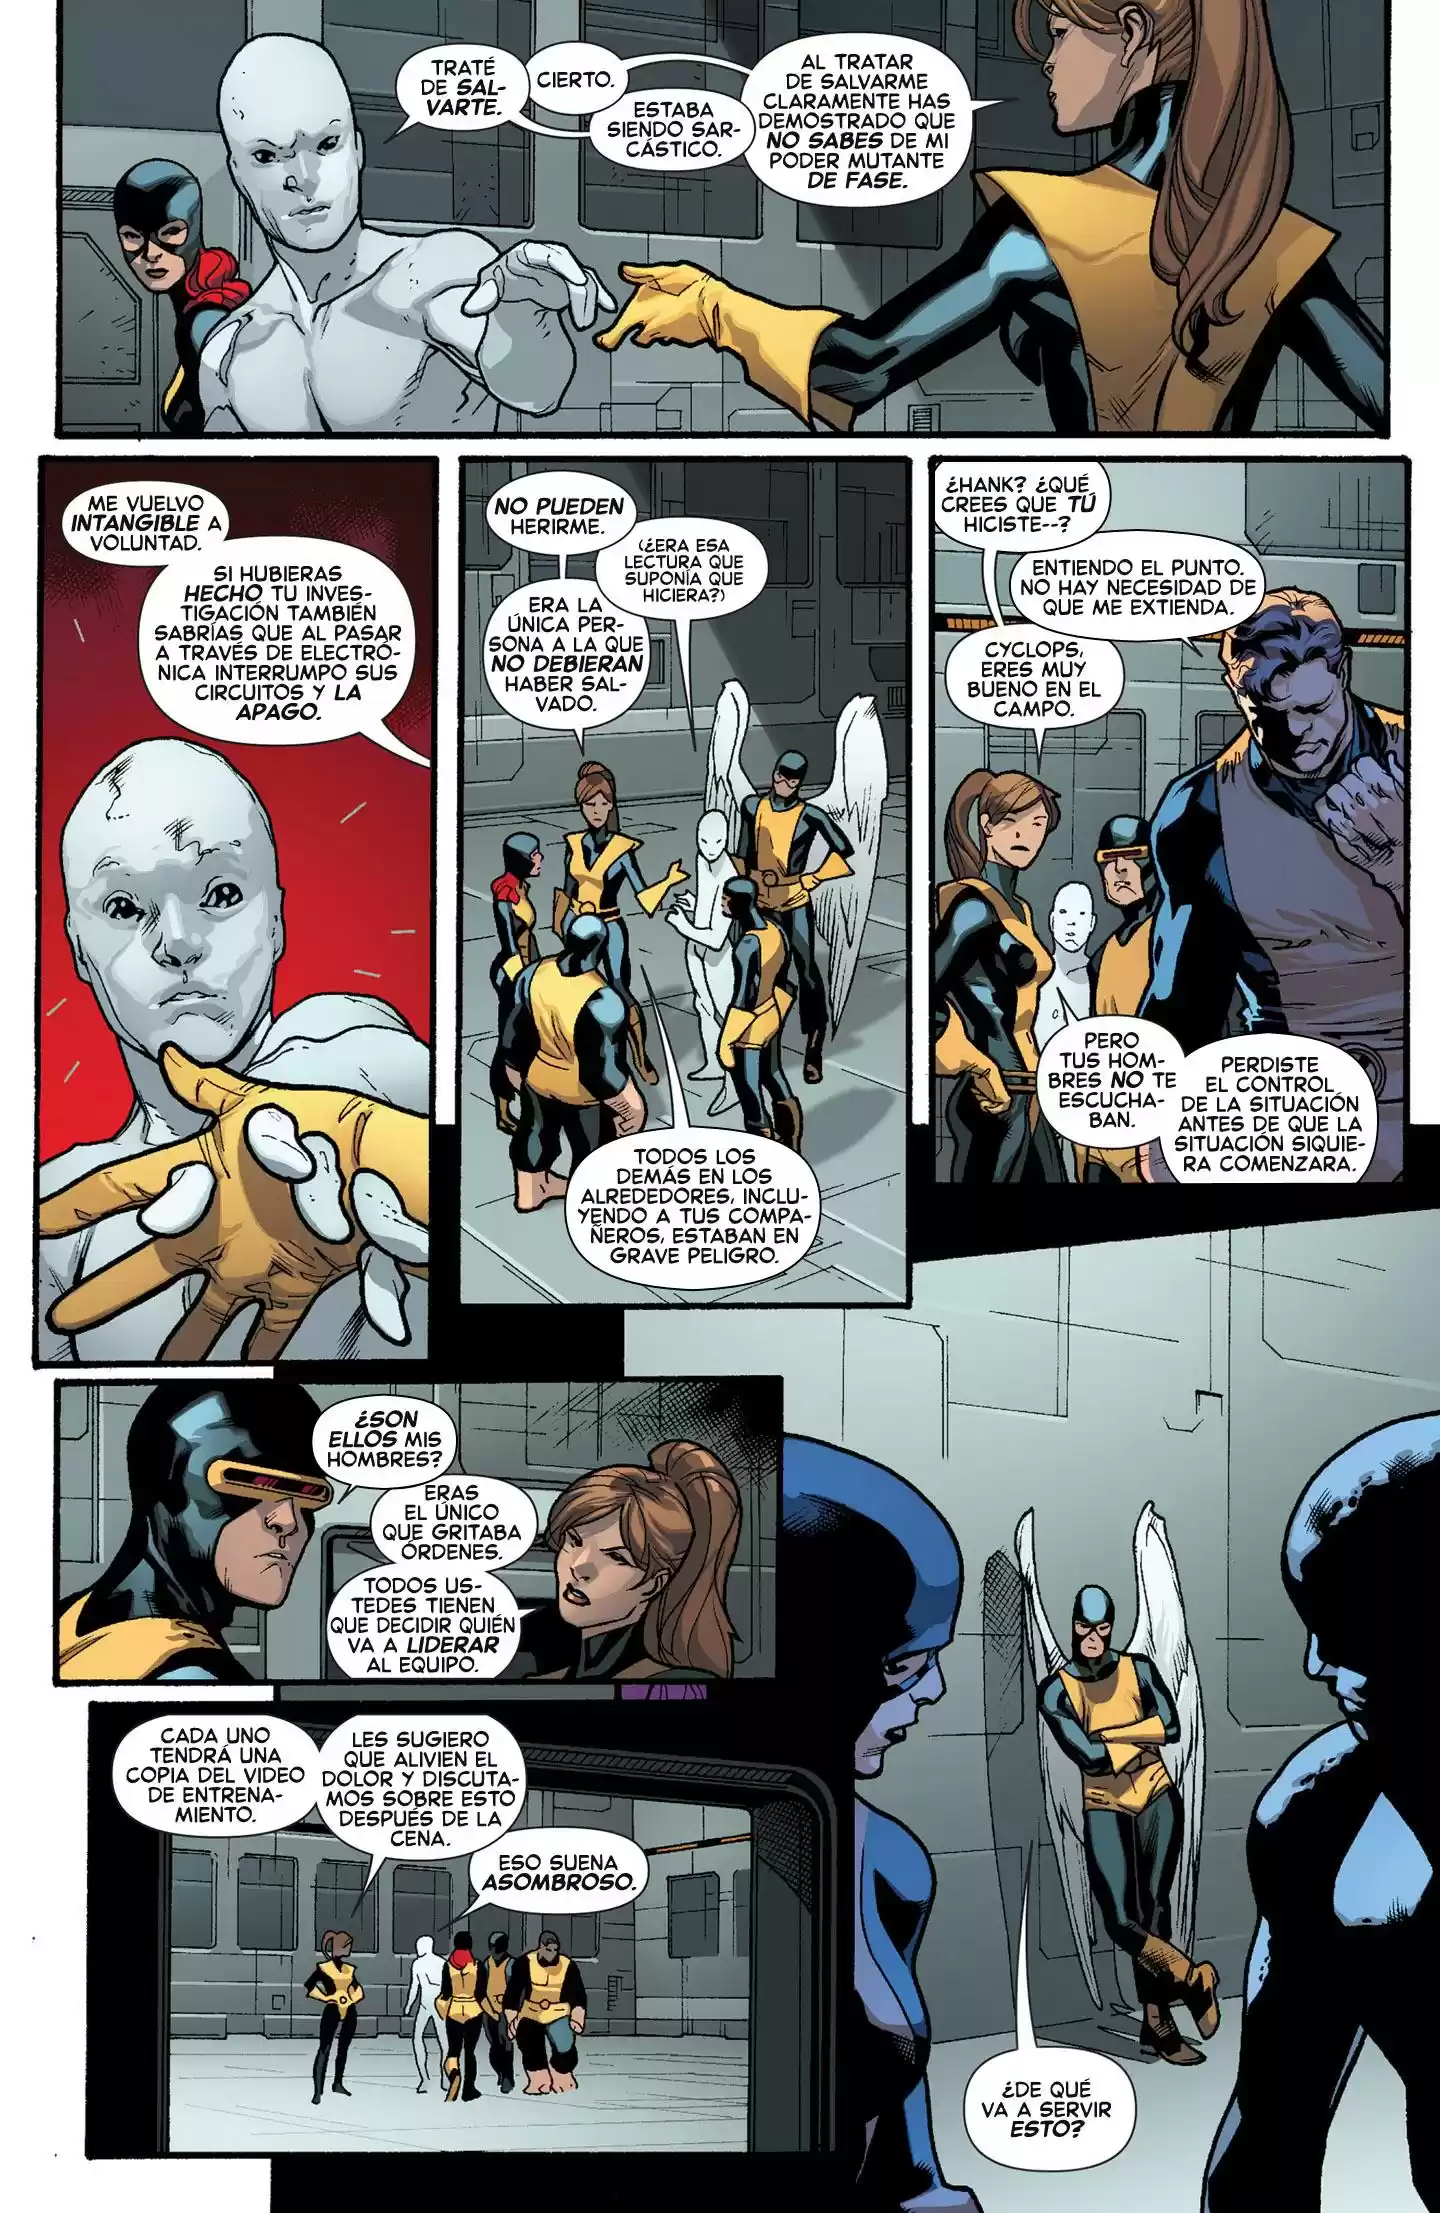 TRATÉ
DE SAL-
VARTE.
CIERTO.
ESTABA
SIENDO SAR-
CÁSTICO.
AL TRATAR
DE SALVARME
CLARAMENTE HAS
DEMOSTRADO QUE
NO SABES DE MI
PODER MUTANTE
DE FASE.
ME VUELVO
INTANGIBLE A
VOLUNTAD.
SI HUBIERAS
HECHO TU INVES-
TIGACIÓN TAMBIÉN
SABRÍAS QUE AL PASAR
A TRAVÉS DE ELECTRÓ-
NICA INTERRUMPO SUS
CIRCUITOS Y LA
APAGO.
NO PUEDEN
HERIRME.
(¿ERA ESA
LECTURA QUE
SUPONÍA QUE
HICIERA?)
ERA LA
ÚNICA PER-
SONA A LA QUE
NO DEBIERAN
HABER SAL-
VADO.
TODOS LOS
DEMÁS EN LOS
ALREDEDORES, INCLU-
YENDO A TUS COMPA-
ÑEROS, ESTABAN EN
GRAVE PELIGRO.
¿HANK? ¿QUÉ
CREES QUE TÚ
HICISTE--?
ENTIENDO EL PUNTO.
NO HAY NECESIDAD DE
QUE ME EXTIENDA.
CYCLOPS,
ERES MUY
BUENO EN EL
CAMPO.
PERO
TUS HOM-
BRES NO TE
ESCUCHA-
BAN.
PERDISTE
EL CONTROL
DE LA SITUACIÓN
ANTES DE QUE LA
SITUACIÓN SIQUIE-
RA COMENZARA.
¿SON
ELLOS MIS
HOMBRES?
ERAS
EL ÚNICO
QUE GRITABA
ÓRDENES.
TODOS US-
TEDES TIENEN
QUE DECIDIR QUIÉN
VA A LIDERAR
AL EQUIPO.
CADA UNO
TENDRÁ UNA
COPIA DEL VIDEO
DE ENTRENA-
MIENTO.
LES SUGIERO
QUE ALIVIEN EL
DOLOR Y DISCUTA-
MOS SOBRE ESTO
DESPUÉS DE LA
CENA.
ESO SUENA
ASOMBROSO.
¿DE QUÉ
VA A SERVIR
ESTO?